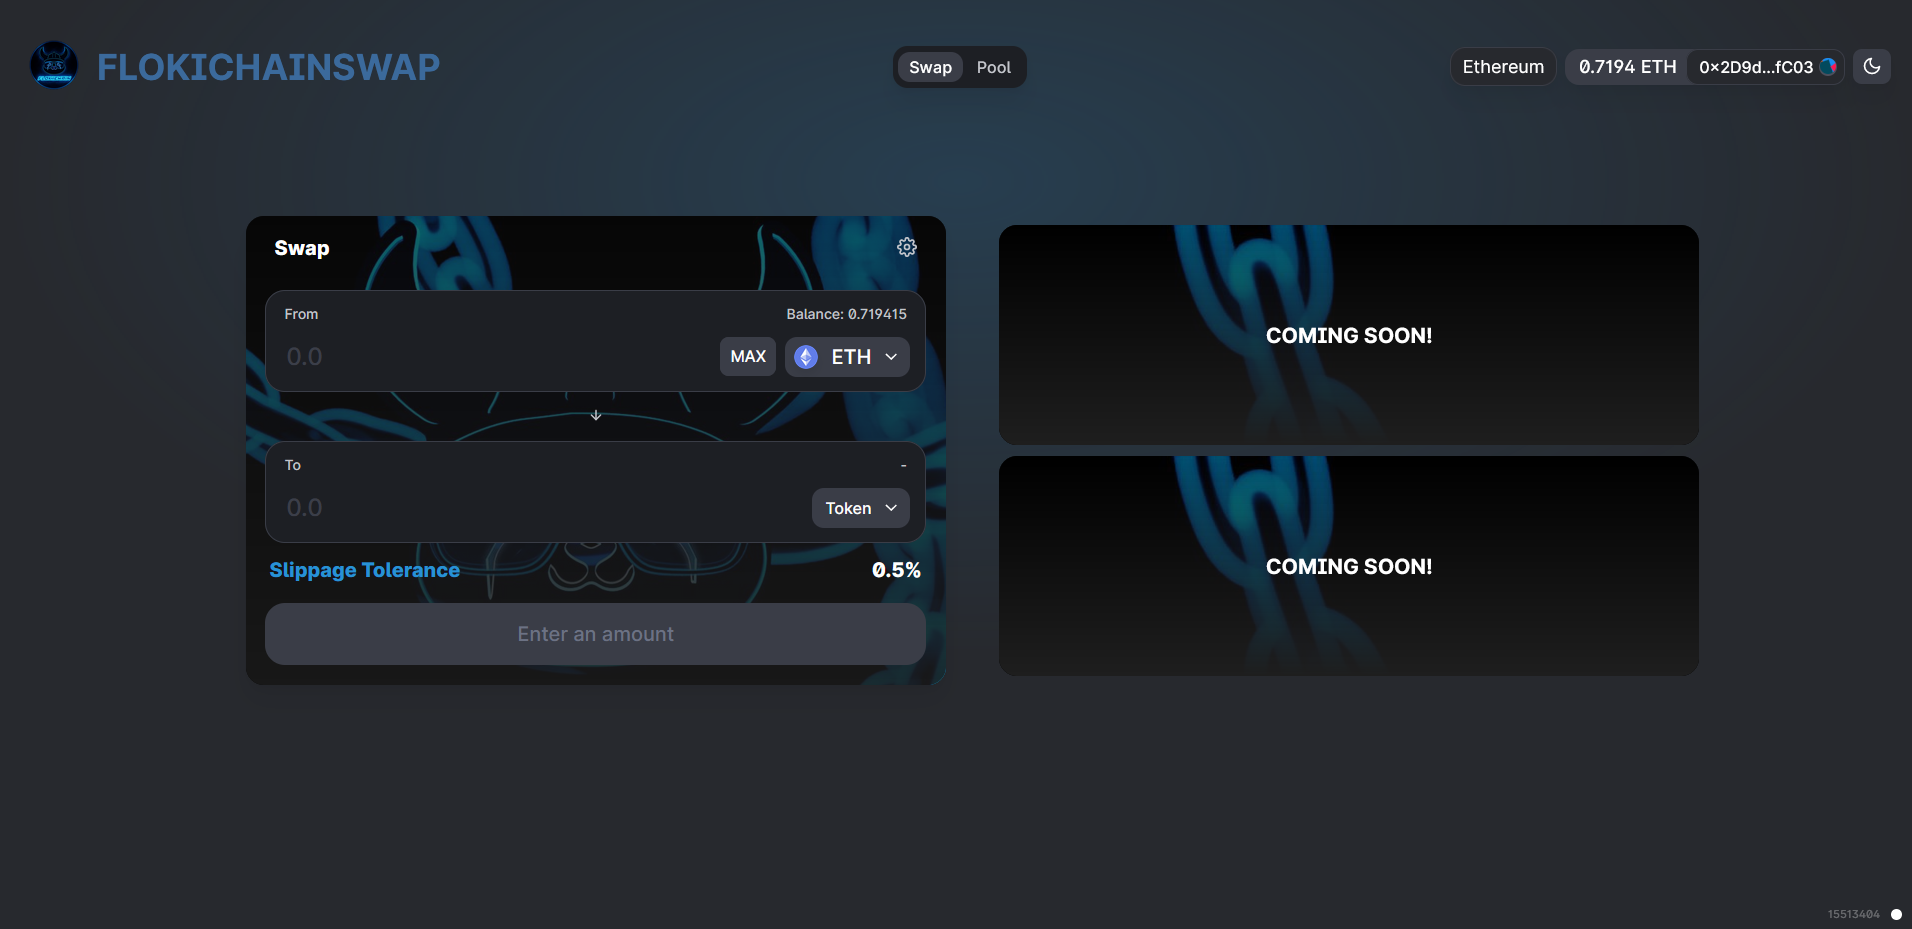 FLOKICHAINSWAP
Swap Pool
Ethereum 0.7194 ETH 0x2D9d...fC03
Swap
From Balance: 0.719415
0.0 MAX ETH
To -
0.0 Token
Slippage Tolerance 0.5%
Enter an amount
COMING SOON!
COMING SOON!
15513404